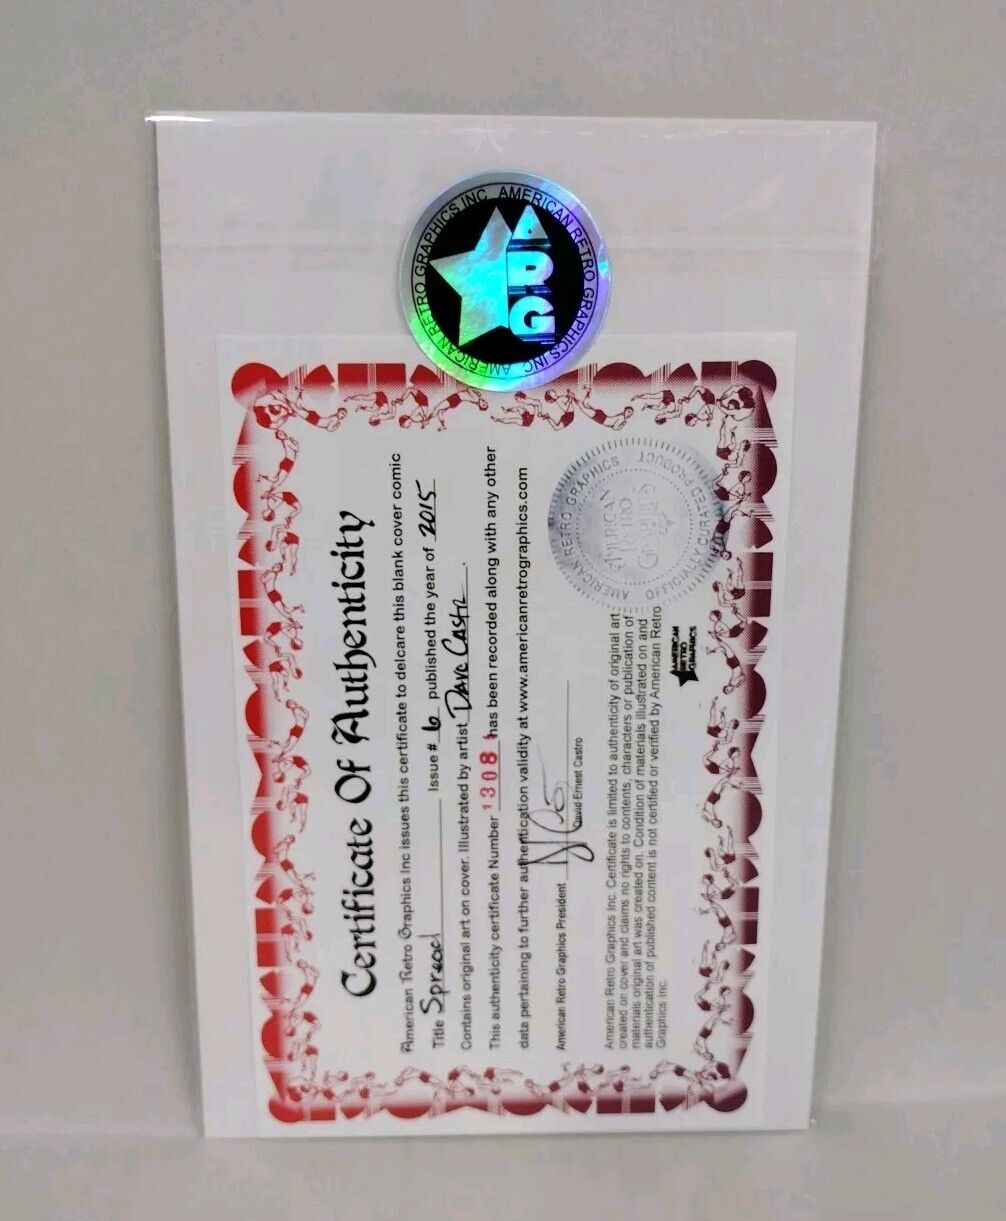 AMERICAN RETRO GRAPHICS INC
AMERICAN RETRO GRAPHICS INC
ARG
Certificate Of Authenticity
American Retro Graphics Inc issues this certificate to delcare this blank cover comic
Title Spread Issue # 6 published the year of 2015
Contains original art on cover. Illustrated by artist Dave Castr.
This authenticity certificate Number 1308 has been recorded along with any other
data pertaining to further authentication validity at www.americanretrographics.com
American Retro Graphics President
David Ernest Castro
AMERICAN RETRO GRAPHICS
OFFICIALLY CURATED PRODUCT
AMERICAN
RETRO
GRAPHICS
American Retro Graphics Inc. Certificate is limited to authenticity of original art
created on cover and claims no rights to contents, characters or publication of
materials original art was created on. Condition of materials illustrated on and
authentication of published content is not certified or verified by American Retro
Graphics Inc
AMERICAN
RETRO
GRAPHICS